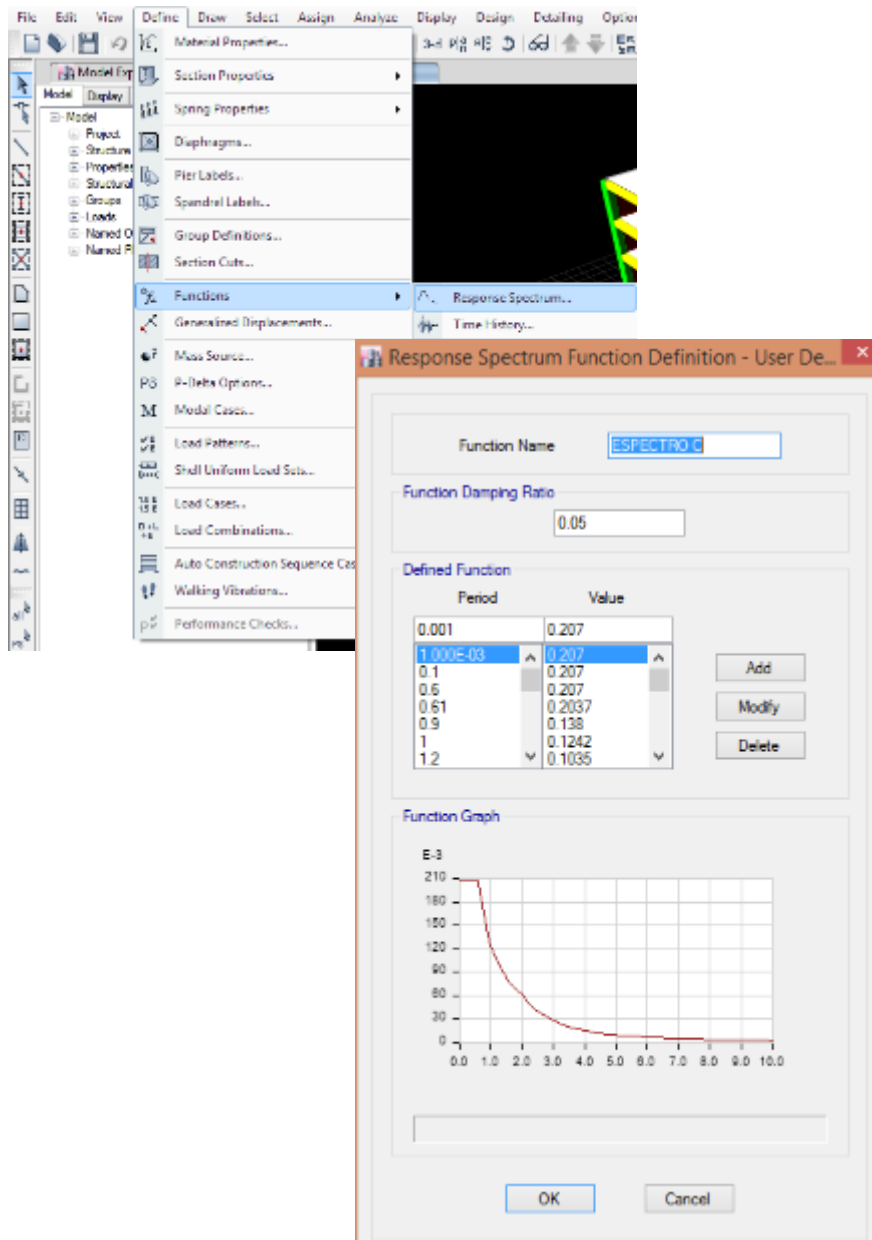 File Edit View Define Draw Select Assign Analyze Display Design Detailing Option
Material Properties...
Model Exp
Section Properties
Model Display
Spring Properties
Model
Project
Structure
Diaphragms...
Properties
Structural
Pier Labels...
Groups
Spandrel Labels...
Loads
Named O
Group Definitions...
Named P
Section Cuts...
Functions
Response Spectrum...
Generalized Displacements...
Time History...
Mass Source...
P-Delta Options...
M Modal Cases...
Load Patterns...
Shell Uniform Load Sets...
Load Cases...
Load Combinations...
Auto Construction Sequence Cas
Walking Vibrations...
Performance Checks...
Response Spectrum Function Definition - User De...
Function Name ESPECTRO C
Function Damping Ratio
0.05
Defined Function
Period Value
0.001 0.207
1.000E-03 0.207
0.1 0.207
0.6 0.207
0.61 0.2037
0.9 0.138
1 0.1242
1.2 0.1035
Add
Modify
Delete
Function Graph
E-3
210
180
150
120
90
60
30
0
0.0 1.0 2.0 3.0 4.0 5.0 6.0 7.0 8.0 9.0 10.0
OK Cancel